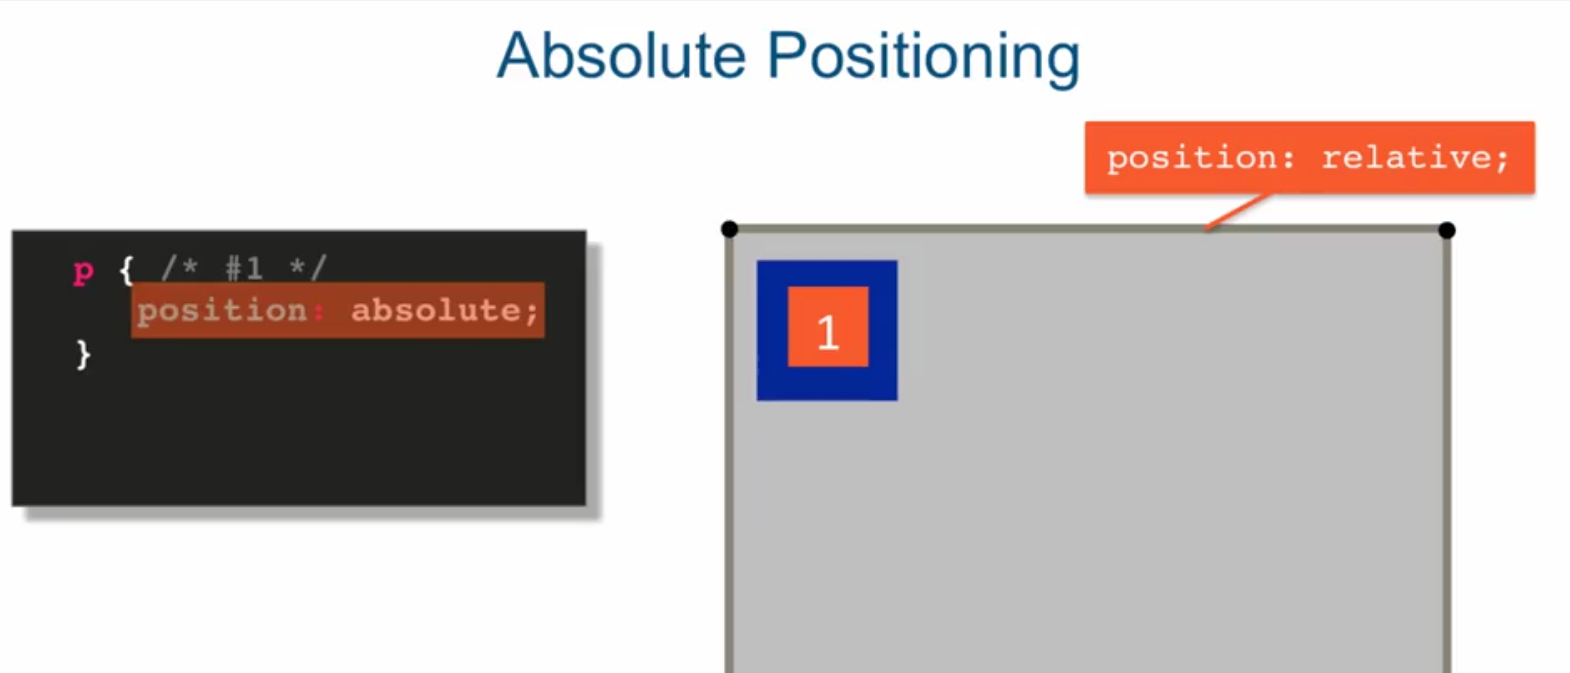 Absolute Positioning
position: relative;
p { /* #1 */
position: absolute;
}
1